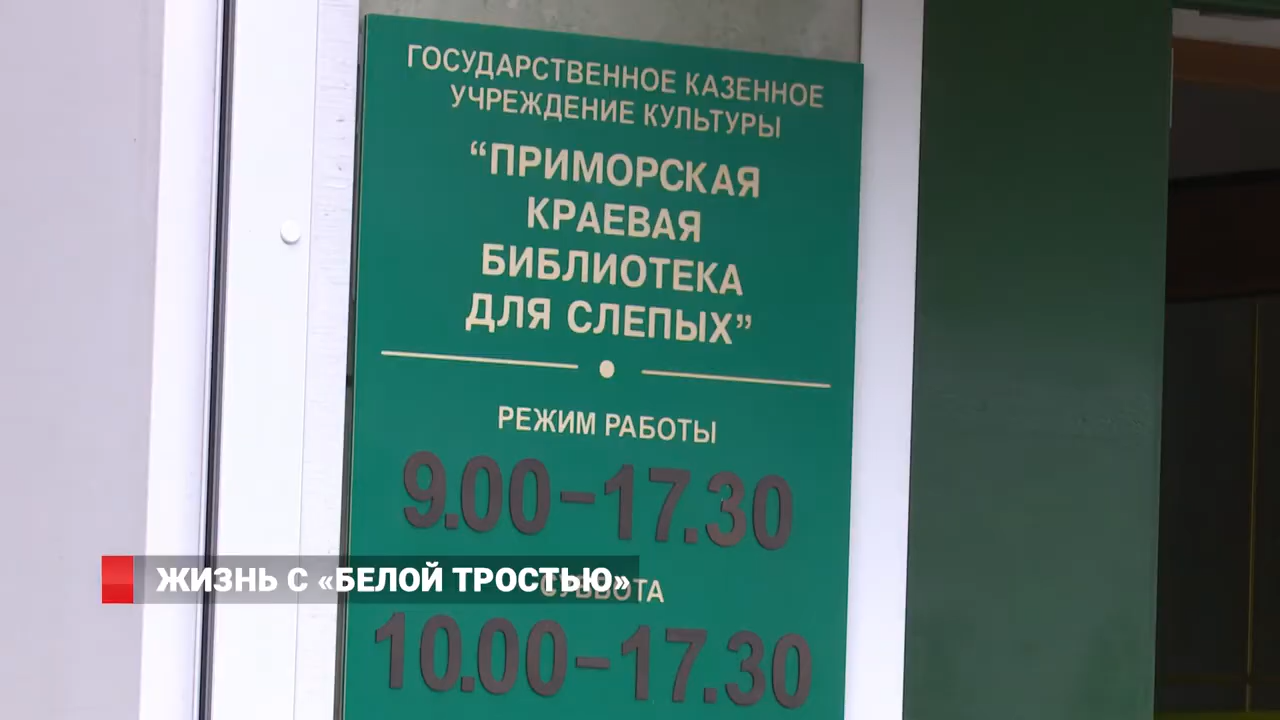 ГОСУДАРСТВЕННОЕ КАЗЕННОЕ
УЧРЕЖДЕНИЕ КУЛЬТУРЫ
“ПРИМОРСКАЯ
КРАЕВАЯ
БИБЛИОТЕКА
ДЛЯ СЛЕПЫХ”
РЕЖИМ РАБОТЫ
9.00–17.30
ЖИЗНЬ С «БЕЛОЙ ТРОСТЬЮ»
СУББОТА
10.00–17.30